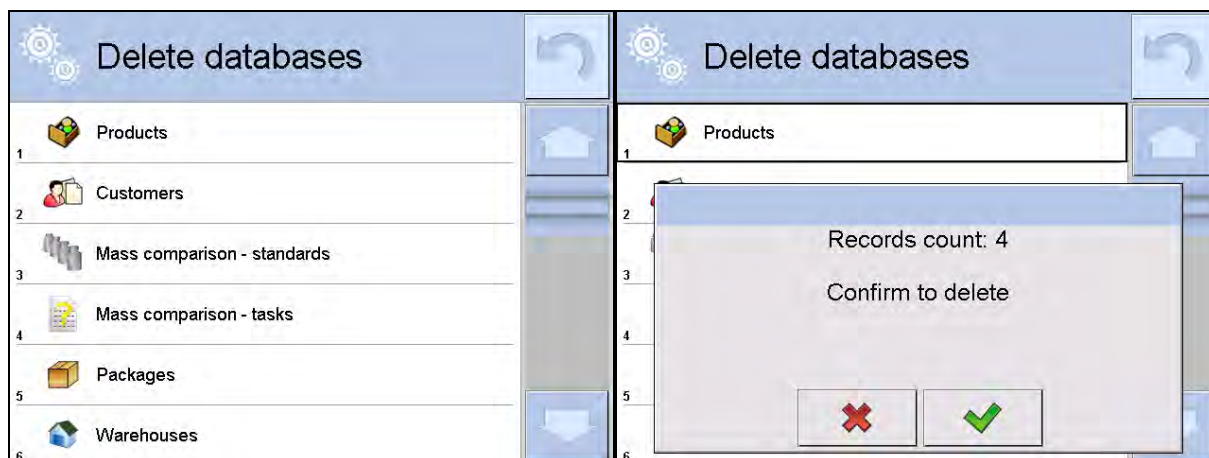 Delete databases
Products
1
Customers
2
Mass comparison - standards
3
Mass comparison - tasks
4
Packages
5
Warehouses
6
Delete databases
Products
1
2
3
4
5
6
Records count: 4
Confirm to delete